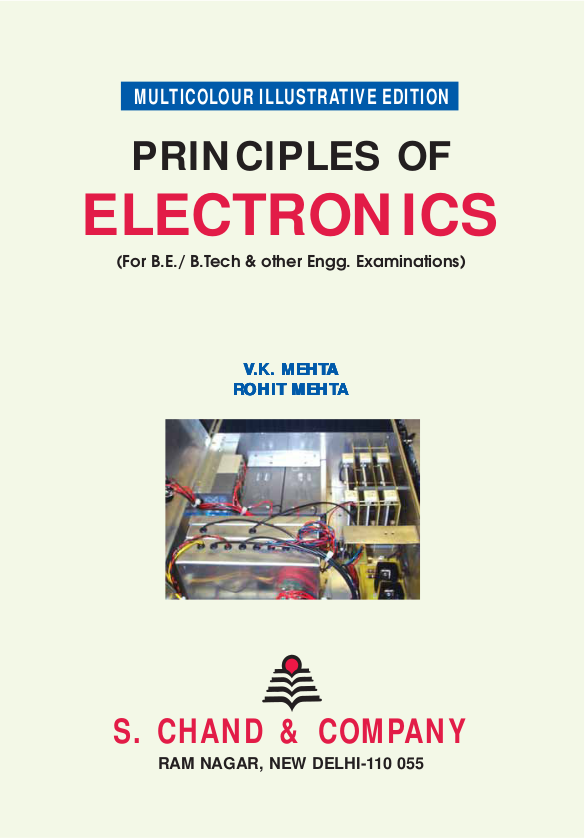 MULTICOLOUR ILLUSTRATIVE EDITION
PRINCIPLES OF
ELECTRONICS
(For B.E./ B.Tech & other Engg. Examinations)
V.K. MEHTA
ROHIT MEHTA
S. CHAND & COMPANY
RAM NAGAR, NEW DELHI-110 055